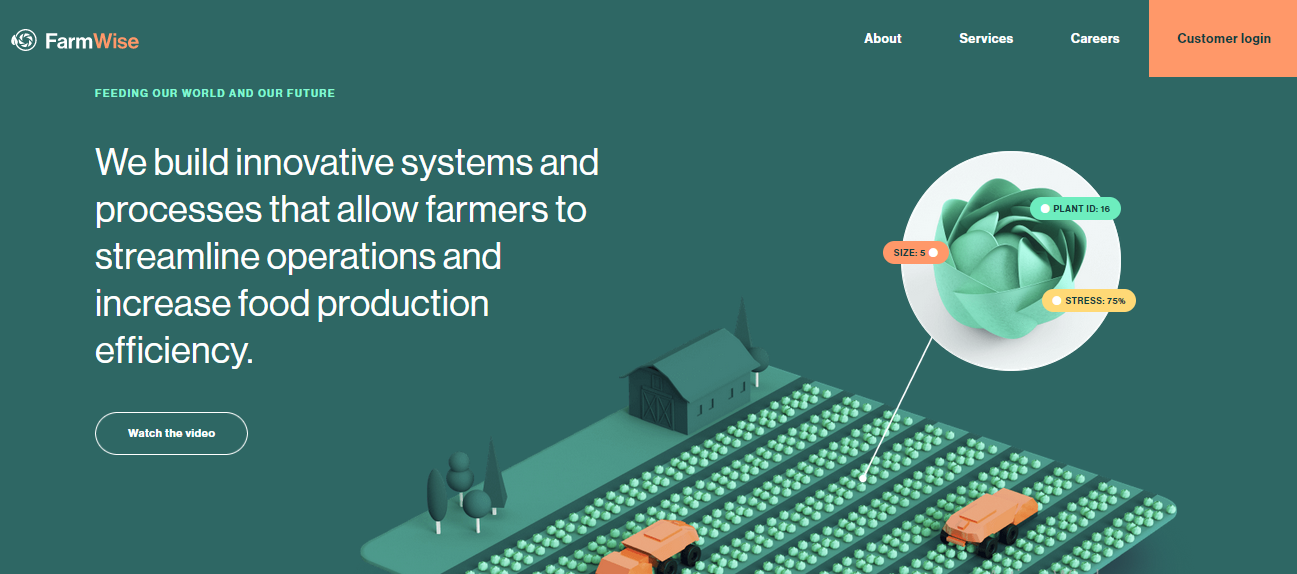 FarmWise
About
Services
Careers
Customer login
FEEDING OUR WORLD AND OUR FUTURE
We build innovative systems and
processes that allow farmers to
streamline operations and
increase food production
efficiency.
PLANT ID: 16
SIZE: 5
STRESS: 75%
Watch the video